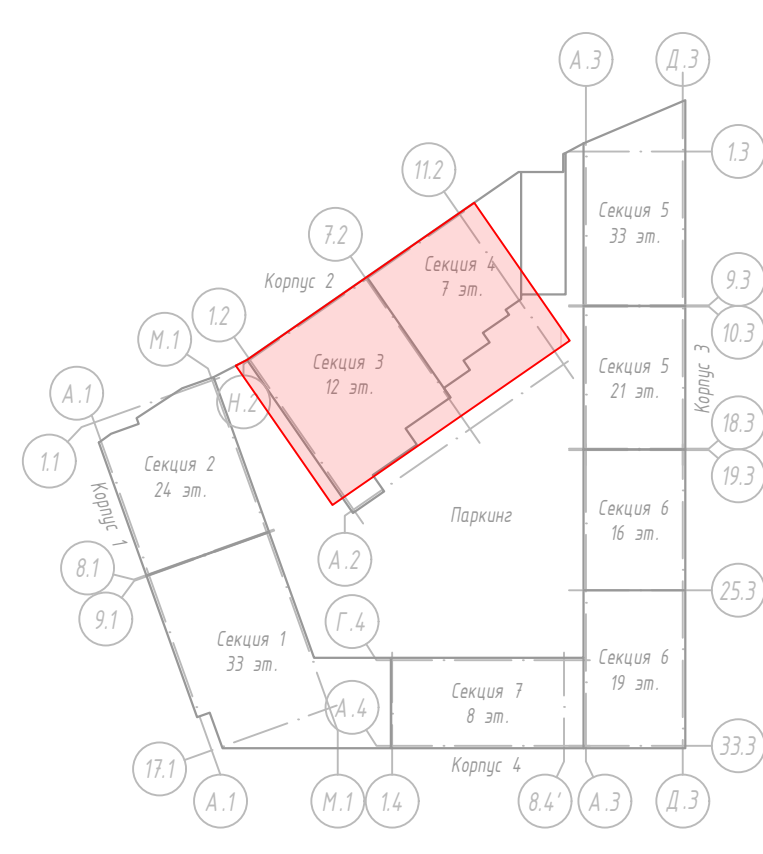 А.3
Д.3
1.3
11.2
Секция 5
33 эт.
7.2
Секция 4
7 эт.
Корпус 2
9.3
1.2
10.3
М.1
Секция 3
12 эт.
Секция 5
21 эт.
Корпус 3
А.1
Н.2
18.3
1.1
Секция 2
24 эт.
19.3
Корпус 1
Паркинг
Секция 6
16 эт.
8.1
А.2
25.3
9.1
Г.4
Секция 1
33 эт.
Секция 6
19 эт.
Секция 7
8 эт.
А.4
33.3
17.1
Корпус 4
А.1
М.1
1.4
8.4'
А.3
Д.3